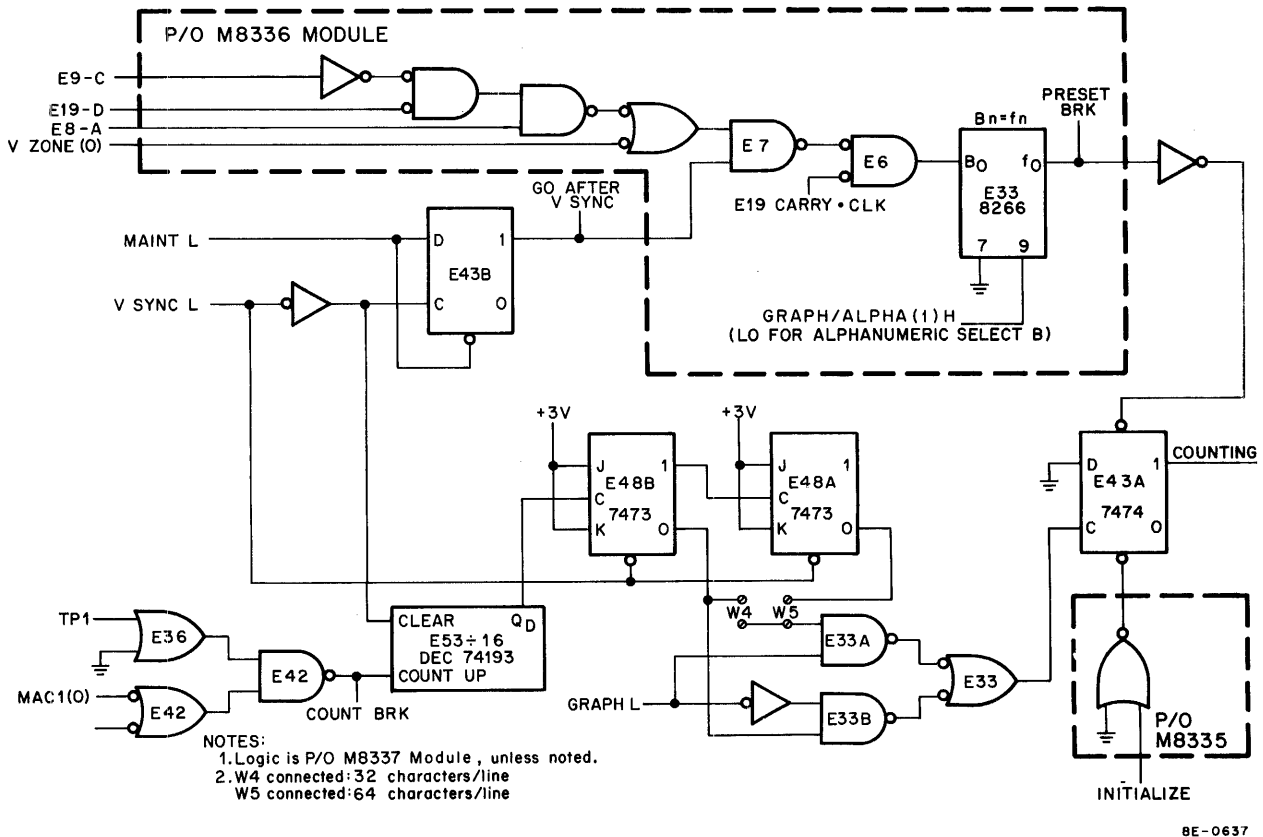 P/O M8336 MODULE
E9-C
E19-D
E8-A
V ZONE (0)
E7
E6
E19 CARRY • CLK
Bn=fn
B0 f0
E33
8266
7 9
PRESET
BRK
GO AFTER
V SYNC
MAINT L
D 1
E43B
C 0
V SYNC L
GRAPH/ALPHA (1) H
(LO FOR ALPHANUMERIC SELECT B)
+3V
J 1
E48B
C
7473
K 0
+3V
J 1
E48A
C
7473
K 0
D 1
E43A
7474
C 0
COUNTING
W4 W5
TP1
E36
MAC1(0)
E42
E42
COUNT BRK
CLEAR QD
E53÷16
DEC 74193
COUNT UP
GRAPH L
E33A
E33B
E33
P/O
M8335
INITIALIZE
NOTES:
1. Logic is P/O M8337 Module, unless noted.
2. W4 connected: 32 characters/line
W5 connected: 64 characters/line
8E-0637